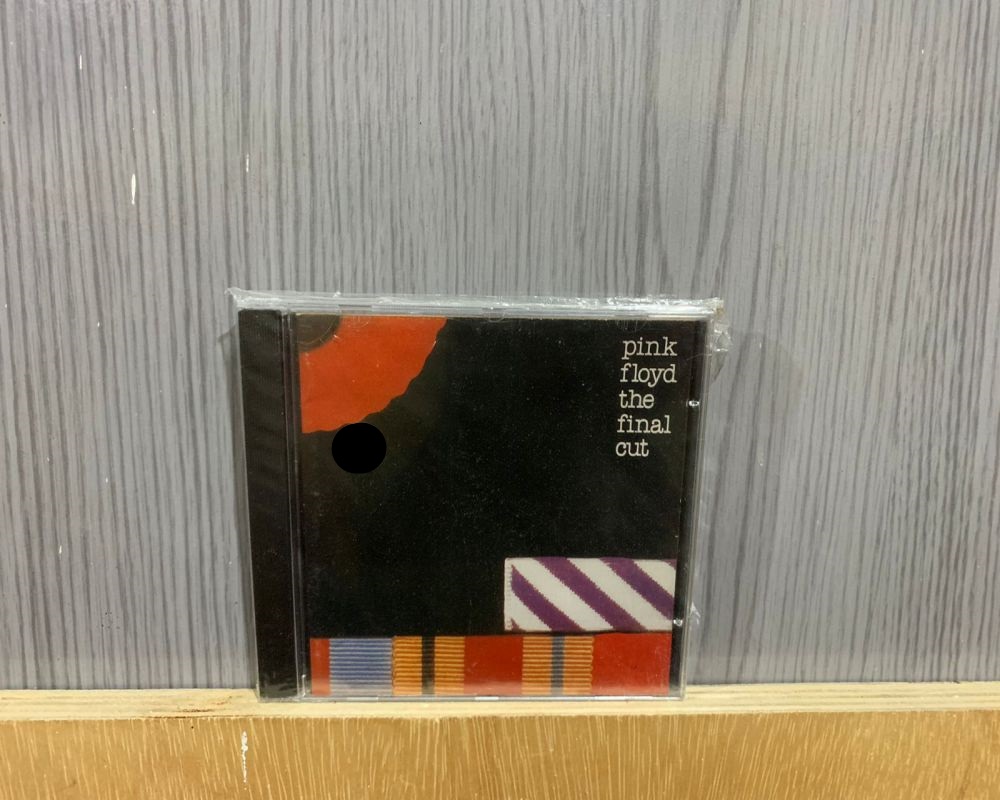 pink
floyd
the
final
cut